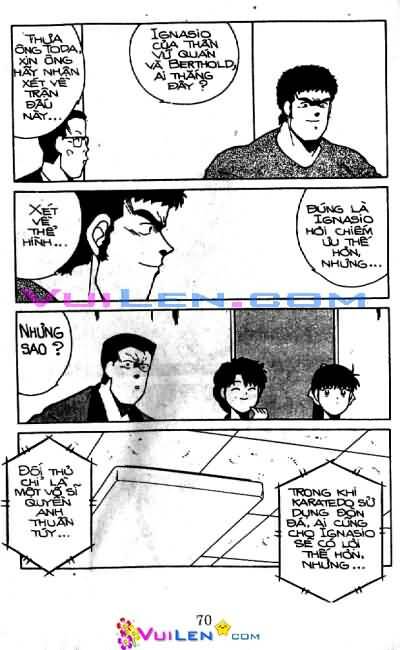 THƯA
ÔNG TODA,
XIN ÔNG
HÃY NHẬN
XÉT VỀ
TRẬN
ĐẤU
NÀY...
IGNASIO
CỦA THẦN
VŨ QUÁN
VÀ BERTHOLD,
AI THẮNG
ĐÂY ?
XÉT
VỀ
THỂ
HÌNH...
ĐÚNG LÀ
IGNASIO
HƠI CHIẾM
ƯU THẾ
HƠN,
NHƯNG...
VUILEN.COM
NHƯNG
SAO ?
ĐỐI THỦ
CHỈ LÀ
MỘT VÕ SĨ
QUYỀN
ANH
THUẦN
TÚY...
TRONG KHI
KARATEDO SỬ
DỤNG ĐÒN
ĐÁ, AI CŨNG
CHO IGNASIO
SẼ CÓ LỢI
THẾ HƠN.
NHƯNG...
70
VUILEN.COM